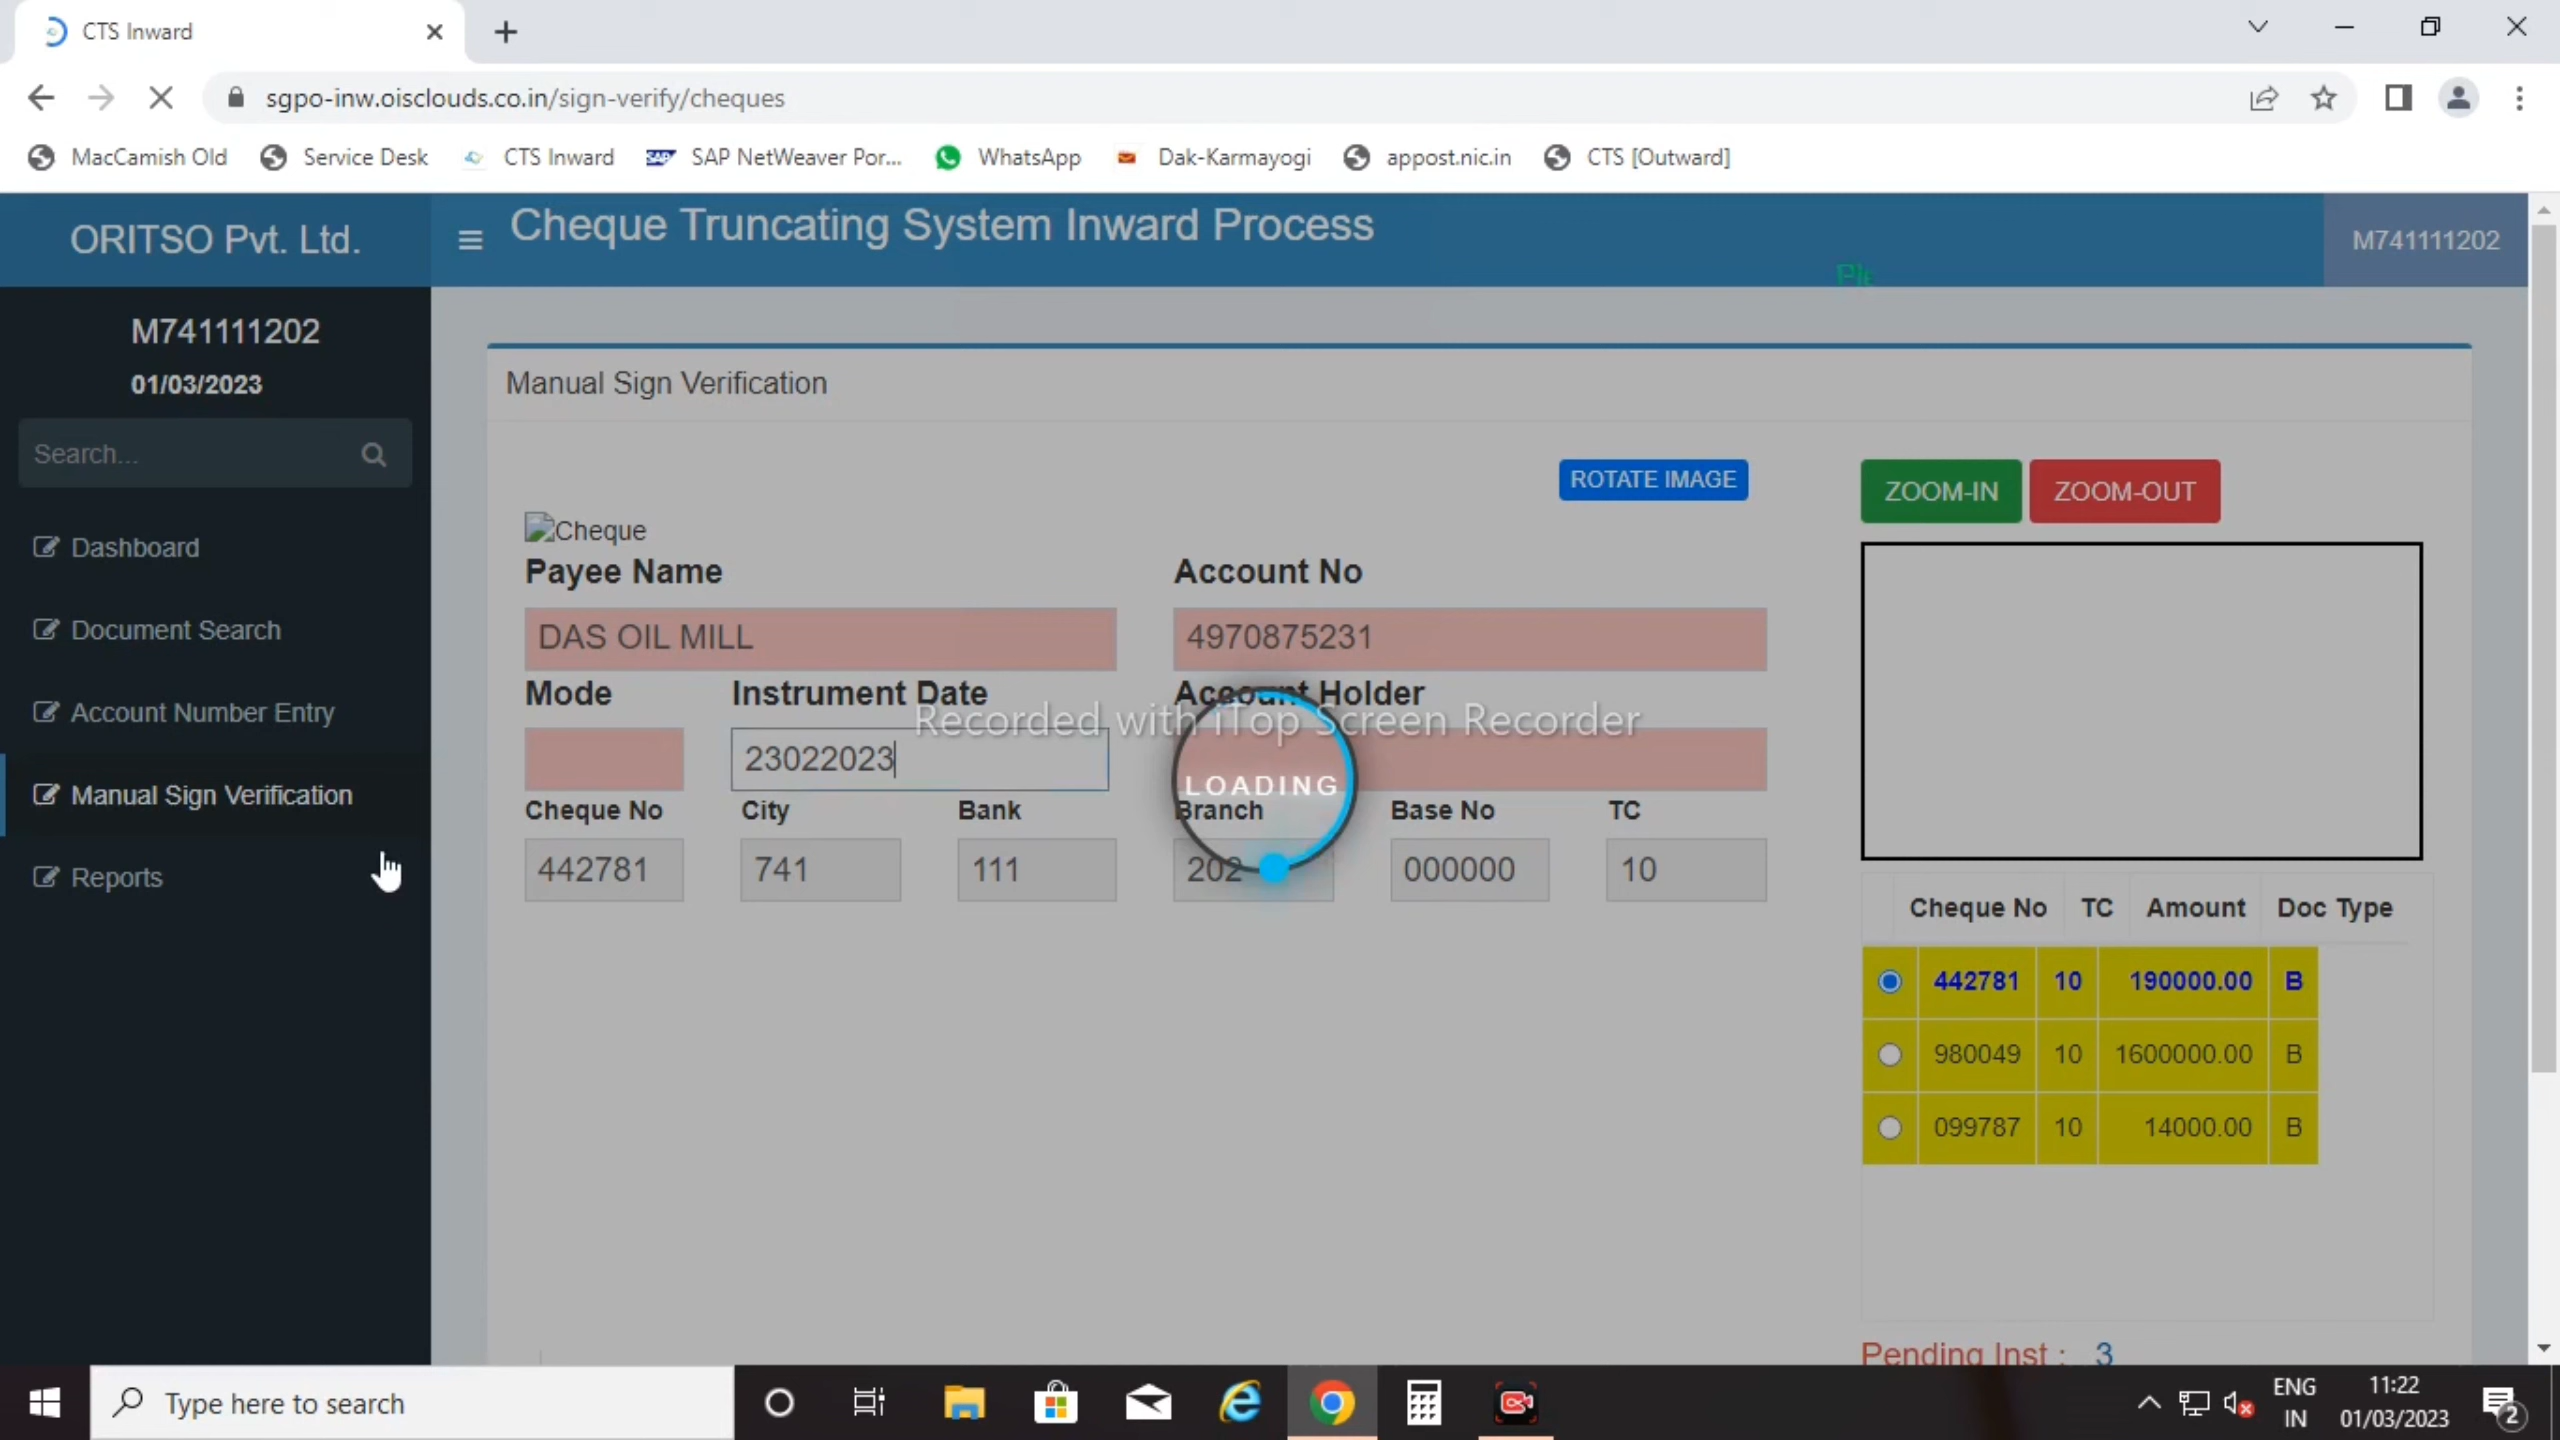 CTS Inward
sgpo-inw.oisclouds.co.in/sign-verify/cheques
MacCamish Old Service Desk CTS Inward SAP NetWeaver Por... WhatsApp Dak-Karmayogi appost.nic.in CTS [Outward]
ORITSO Pvt. Ltd.
Cheque Truncating System Inward Process
M741111202
M741111202
01/03/2023
Search...
Dashboard
Document Search
Account Number Entry
Manual Sign Verification
Reports
Manual Sign Verification
ROTATE IMAGE
ZOOM-IN ZOOM-OUT
Cheque
Payee Name Account No
DAS OIL MILL 4970875231
Mode Instrument Date Account Holder
Recorded with iTop Screen Recorder
23022023
LOADING
Cheque No City Bank Branch Base No TC
442781 741 111 202 000000 10
Cheque No TC Amount Doc Type
442781 10 190000.00 B
980049 10 1600000.00 B
099787 10 14000.00 B
Pending Inst : 3
Type here to search
ENG
IN
11:22
01/03/2023
2